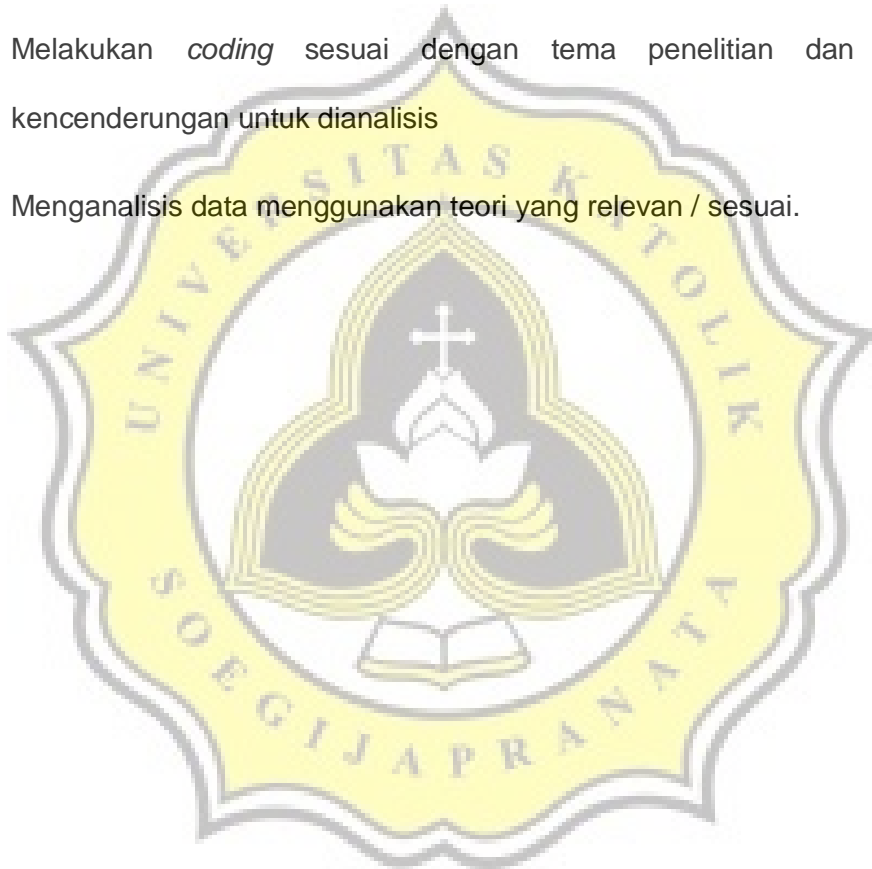 Melakukan coding sesuai dengan tema penelitian dan
kencenderungan untuk dianalisis
Menganalisis data menggunakan teori yang relevan / sesuai.
UNIVERSITAS KATOLIK
SOEGIJAPRANATA